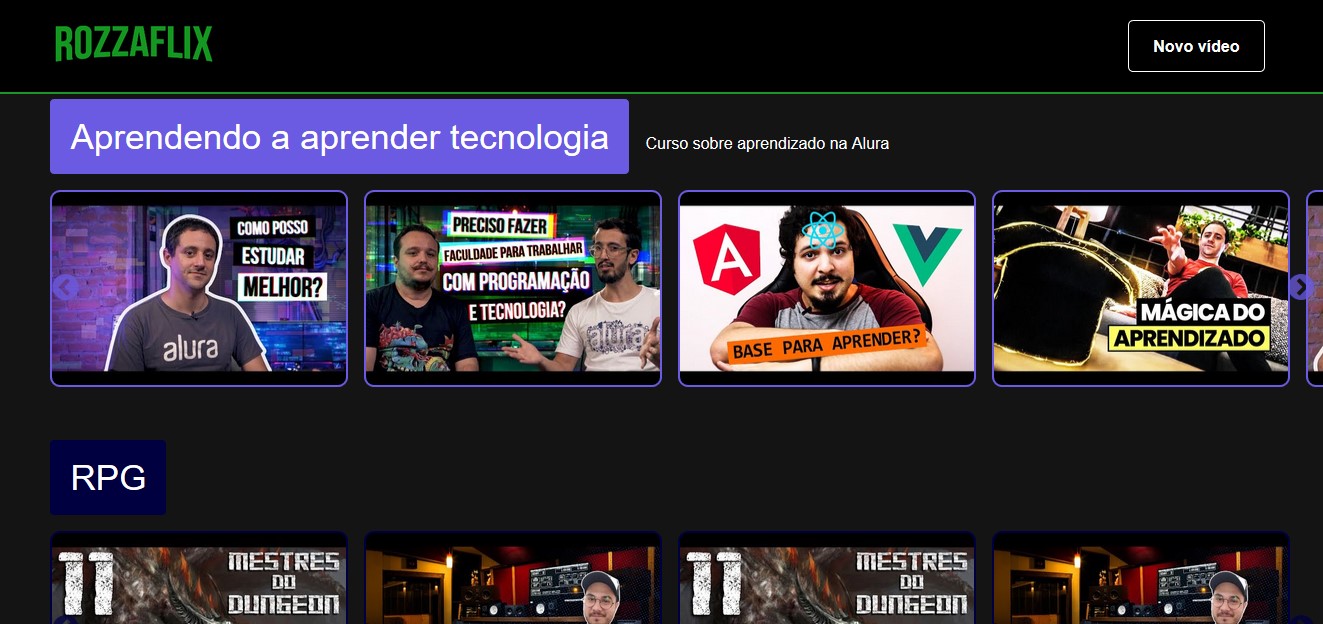 ROZZAFLIX
Novo vídeo
Aprendendo a aprender tecnologia
Curso sobre aprendizado na Alura
COMO POSSO
ESTUDAR
MELHOR?
alura
PRECISO FAZER
FACULDADE PARA TRABALHAR
COM PROGRAMAÇÃO
E TECNOLOGIA?
alura
A
BASE PARA APRENDER?
MÁGICA DO
APRENDIZADO
RPG
11
MESTRES
DO
DUNGEON
11
MESTRES
DO
DUNGEON